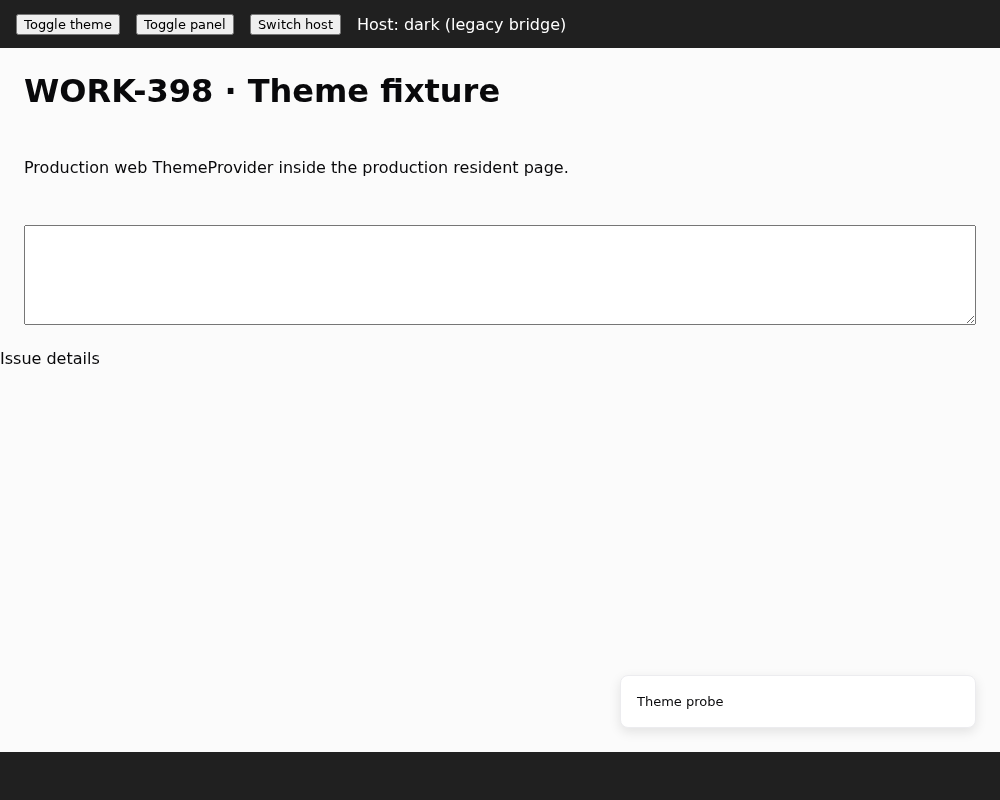 Toggle theme Toggle panel Switch host Host: dark (legacy bridge)
WORK-398 · Theme fixture
Production web ThemeProvider inside the production resident page.
Issue details
Theme probe